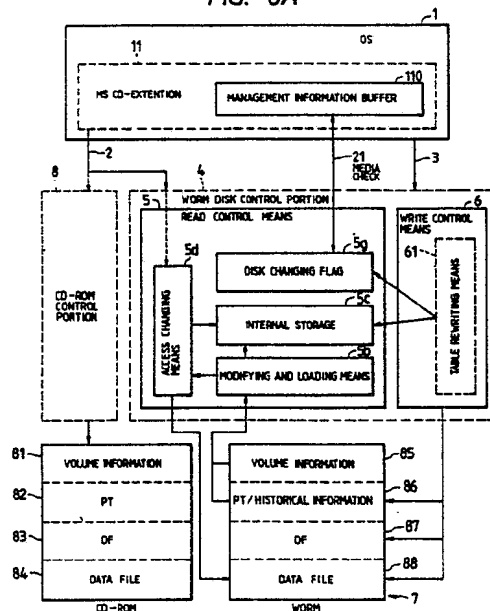 FIG. 6A
1
OS
11
MS CD-EXTENTION
110
MANAGEMENT INFORMATION BUFFER
2
21
MEDIA
CHECK
3
8
4
WORM DISK CONTROL PORTION
5
READ CONTROL MEANS
6
WRITE CONTROL
MEANS
5d
5g
DISK CHANGING FLAG
61
CD-ROM
CONTROL
PORTION
ACCESS CHANGING
MEANS
5c
INTERNAL STORAGE
TABLE REWRITING MEANS
5b
MODIFYING AND LOADING MEANS
81
VOLUME INFORMATION
VOLUME INFORMATION
85
82
PT
PT/HISTORICAL INFORMATION
86
83
DF
DF
87
84
DATA FILE
DATA FILE
88
CD-ROM
WORM
7